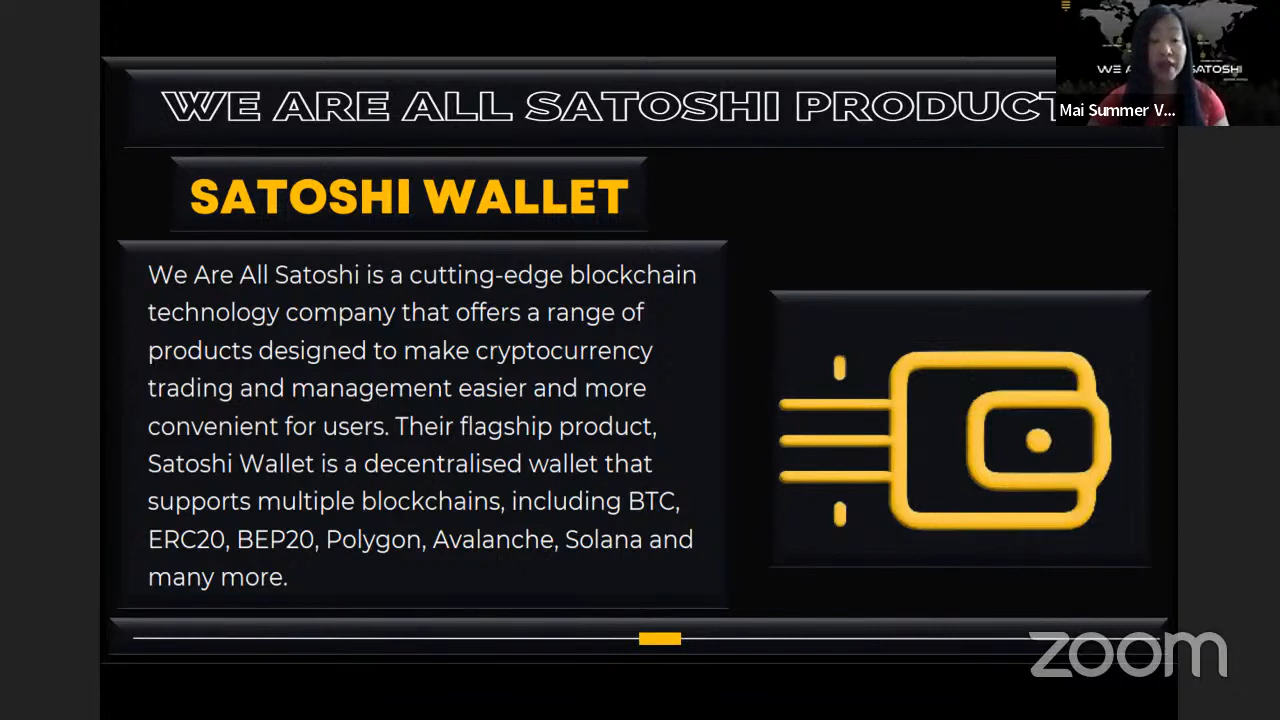 WE ARE ALL SATOSHI PRODUCT
WE A SATOSHI
Mai Summer V...
SATOSHI WALLET
We Are All Satoshi is a cutting-edge blockchain
technology company that offers a range of
products designed to make cryptocurrency
trading and management easier and more
convenient for users. Their flagship product,
Satoshi Wallet is a decentralised wallet that
supports multiple blockchains, including BTC,
ERC20, BEP20, Polygon, Avalanche, Solana and
many more.
zoom